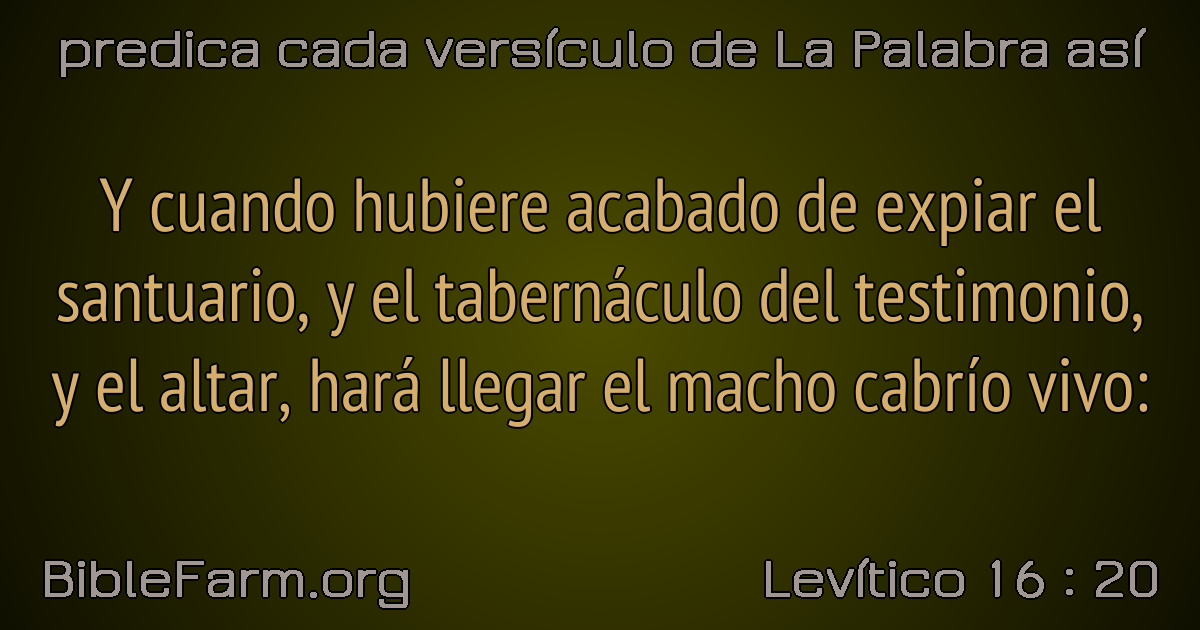 predica cada versículo de La Palabra así
Y cuando hubiere acabado de expiar el
santuario, y el tabernáculo del testimonio,
y el altar, hará llegar el macho cabrío vivo:
BibleFarm.org
Levítico 16 : 20